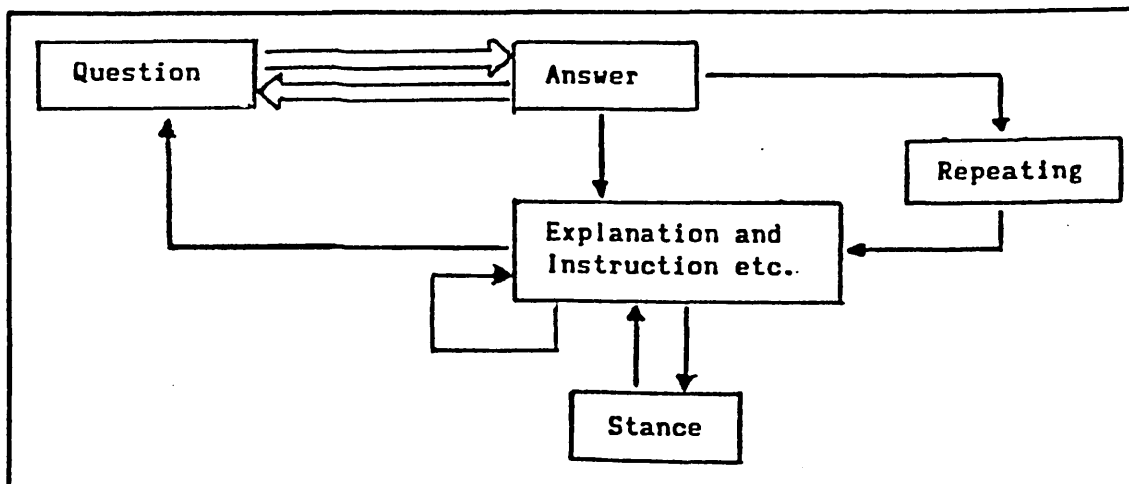 Question
Answer
Repeating
Explanation and
Instruction etc.
Stance